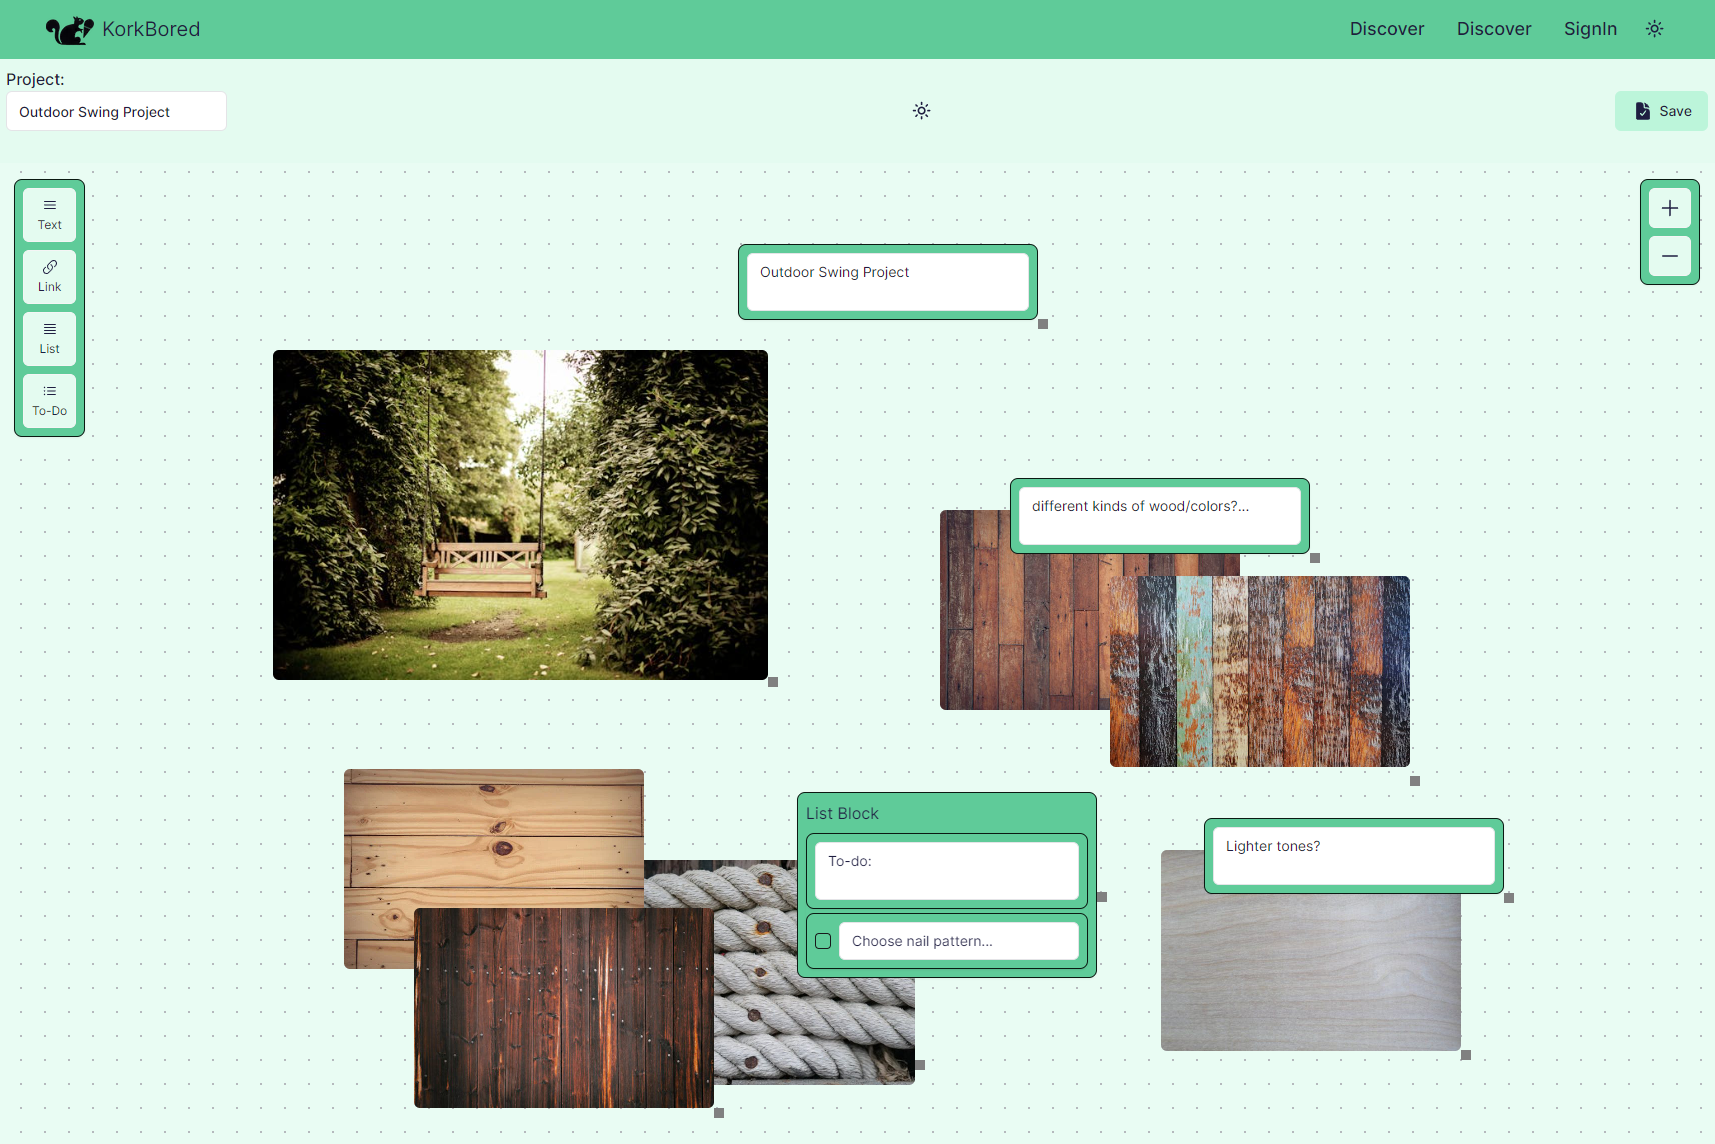 KorkBored
Discover
Discover
SignIn
Project:
Outdoor Swing Project
Save
Text
Link
List
To-Do
Outdoor Swing Project
different kinds of wood/colors?...
List Block
To-do:
Choose nail pattern...
Lighter tones?